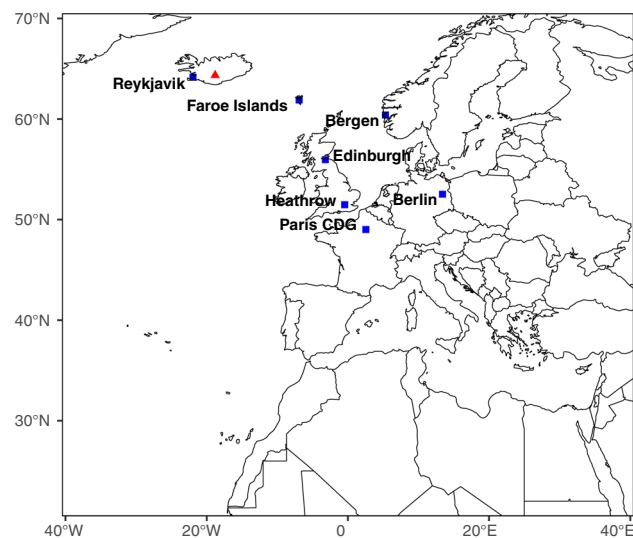 70°N
Reykjavik
Faroe Islands
60°N
Bergen
Edinburgh
Heathrow
Berlin
50°N
Paris CDG
40°N
30°N
40°W 20°W 0 20°E 40°E